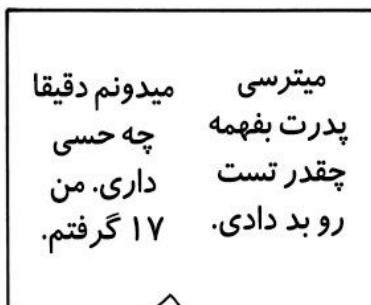 میترسی
پدرت بفهمه
چقدر تست
رو بد دادی.
میدونم دقیقا
چه حسی
داری. من
۱۷ گرفتم.